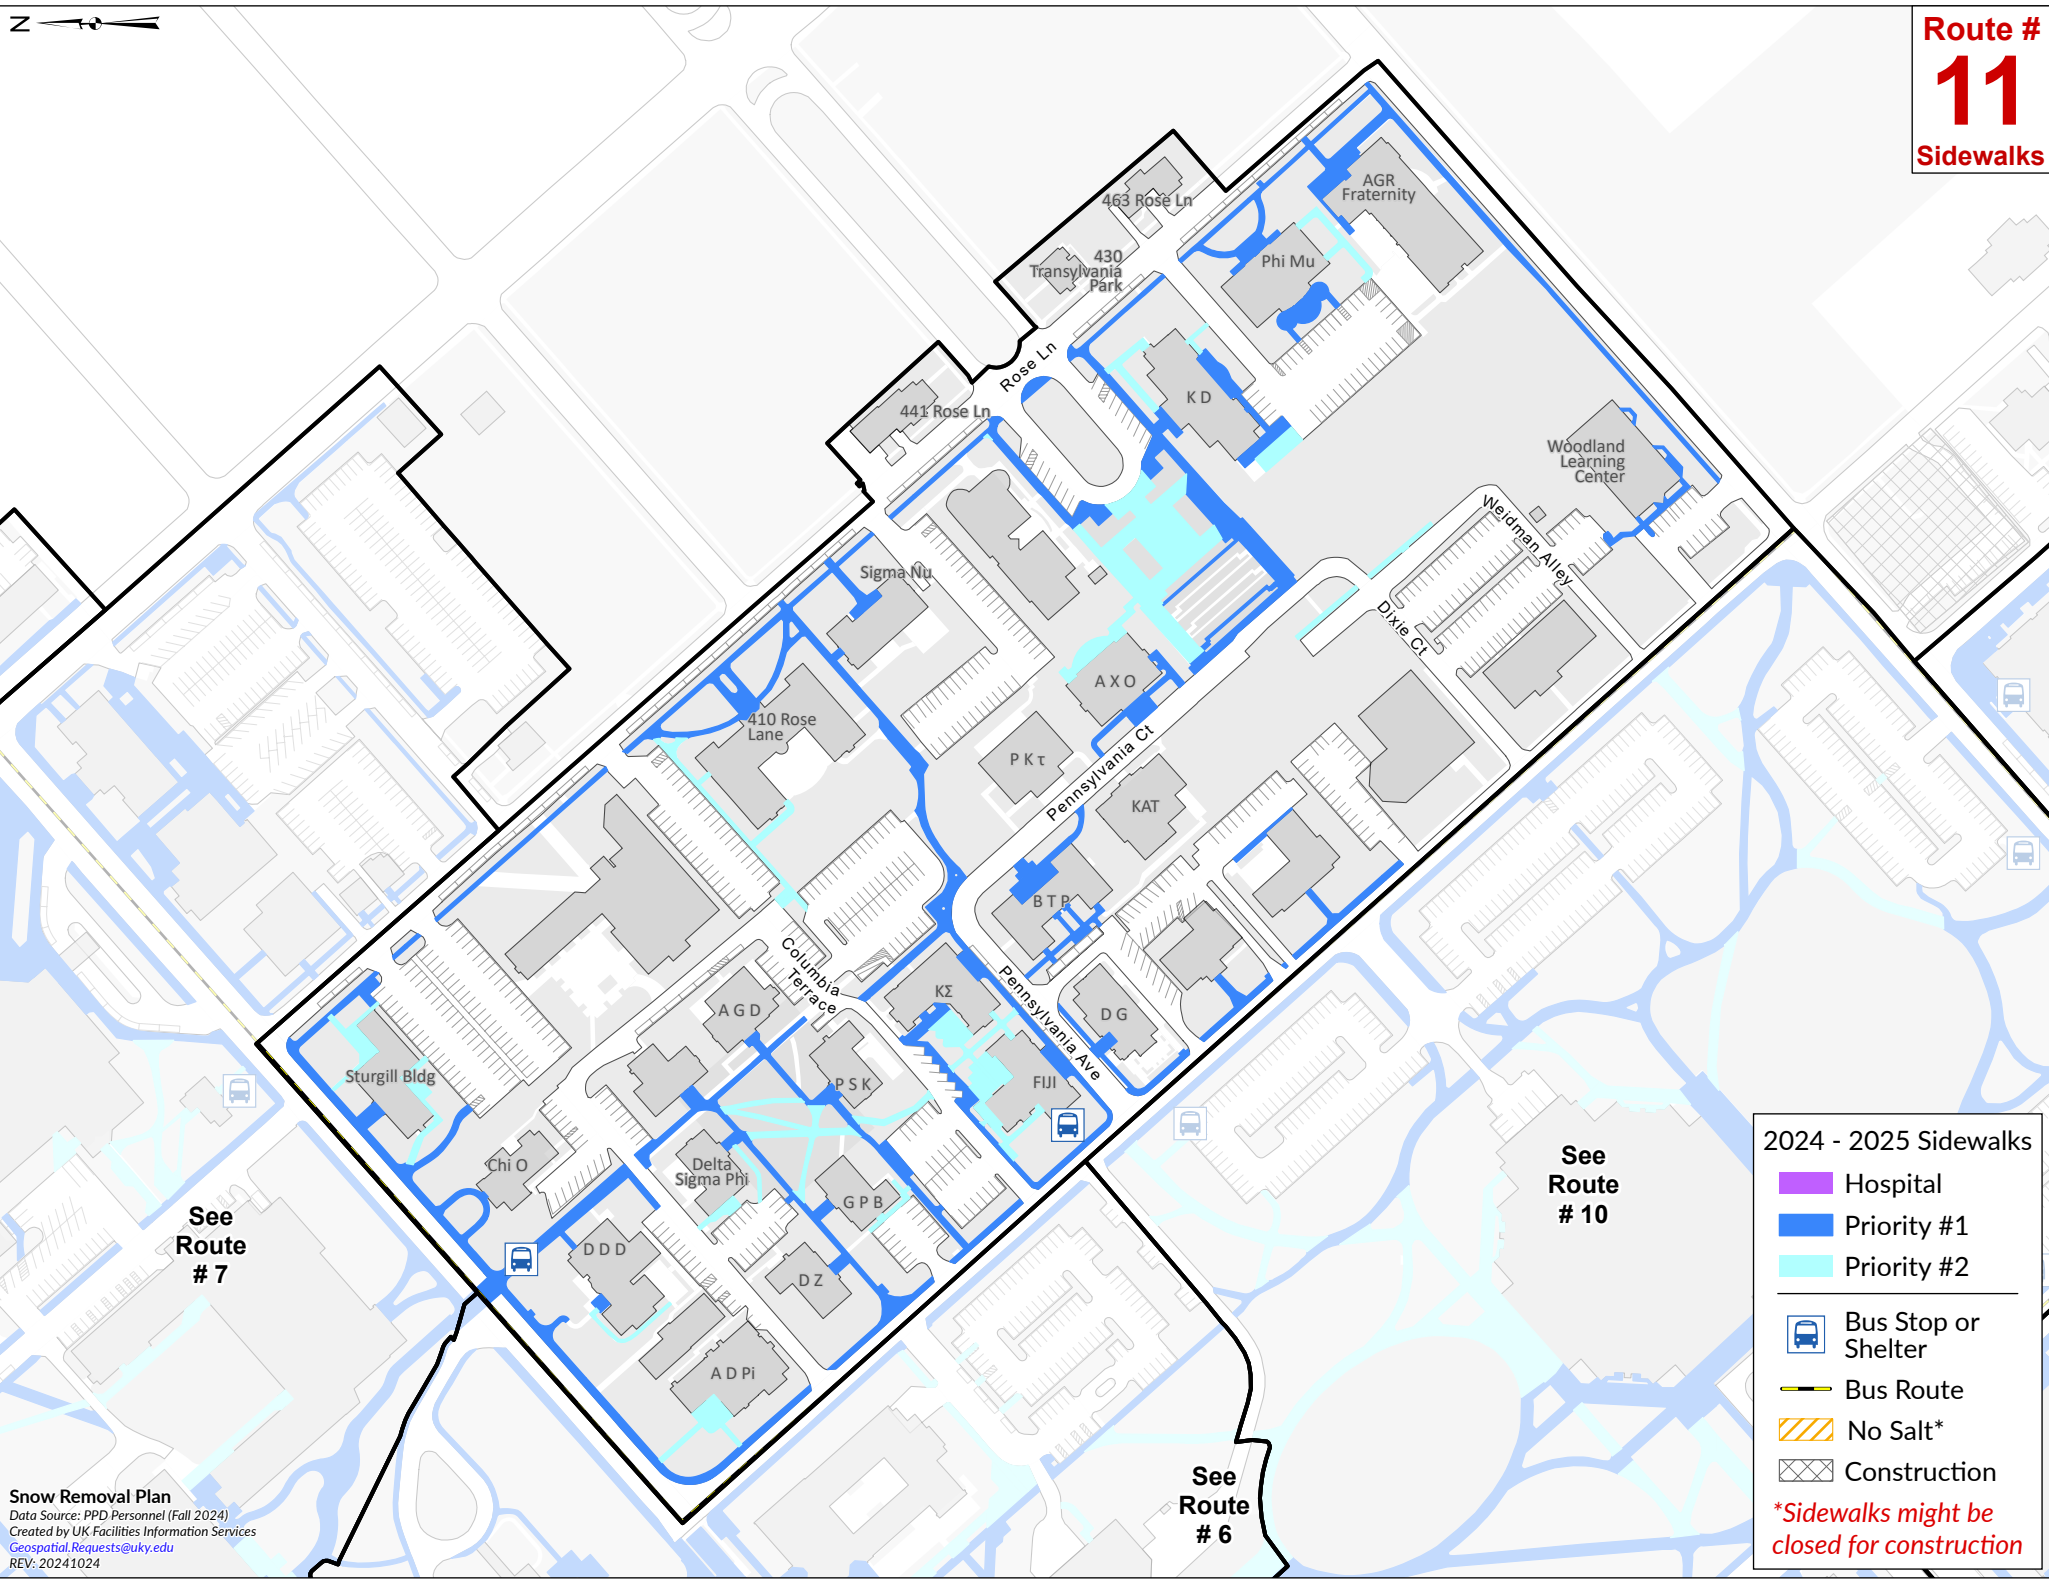 N
Route #
11
Sidewalks
AGR
Fraternity
463 Rose Ln
430
Transylvania
Park
Phi Mu
Rose Ln
K D
441 Rose Ln
Woodland
Learning
Center
Weidman Alley
Sigma Nu
Dixie Ct
A X O
410 Rose
Lane
P K τ
Pennsylvania Ct
KAT
B T P
Columbia
Terrace
Pennsylvania Ave
KΣ
A G D
D G
Sturgill Bldg
P S K
FIJI
Chi O
Delta
Sigma Phi
G P B
D D D
D Z
A D Pi
See
Route
# 7
See
Route
# 10
See
Route
# 6
2024 - 2025 Sidewalks
Hospital
Priority #1
Priority #2
Bus Stop or
Shelter
Bus Route
No Salt*
Construction
*Sidewalks might be
closed for construction
Snow Removal Plan
Data Source: PPD Personnel (Fall 2024)
Created by UK Facilities Information Services
Geospatial.Requests@uky.edu
REV: 20241024